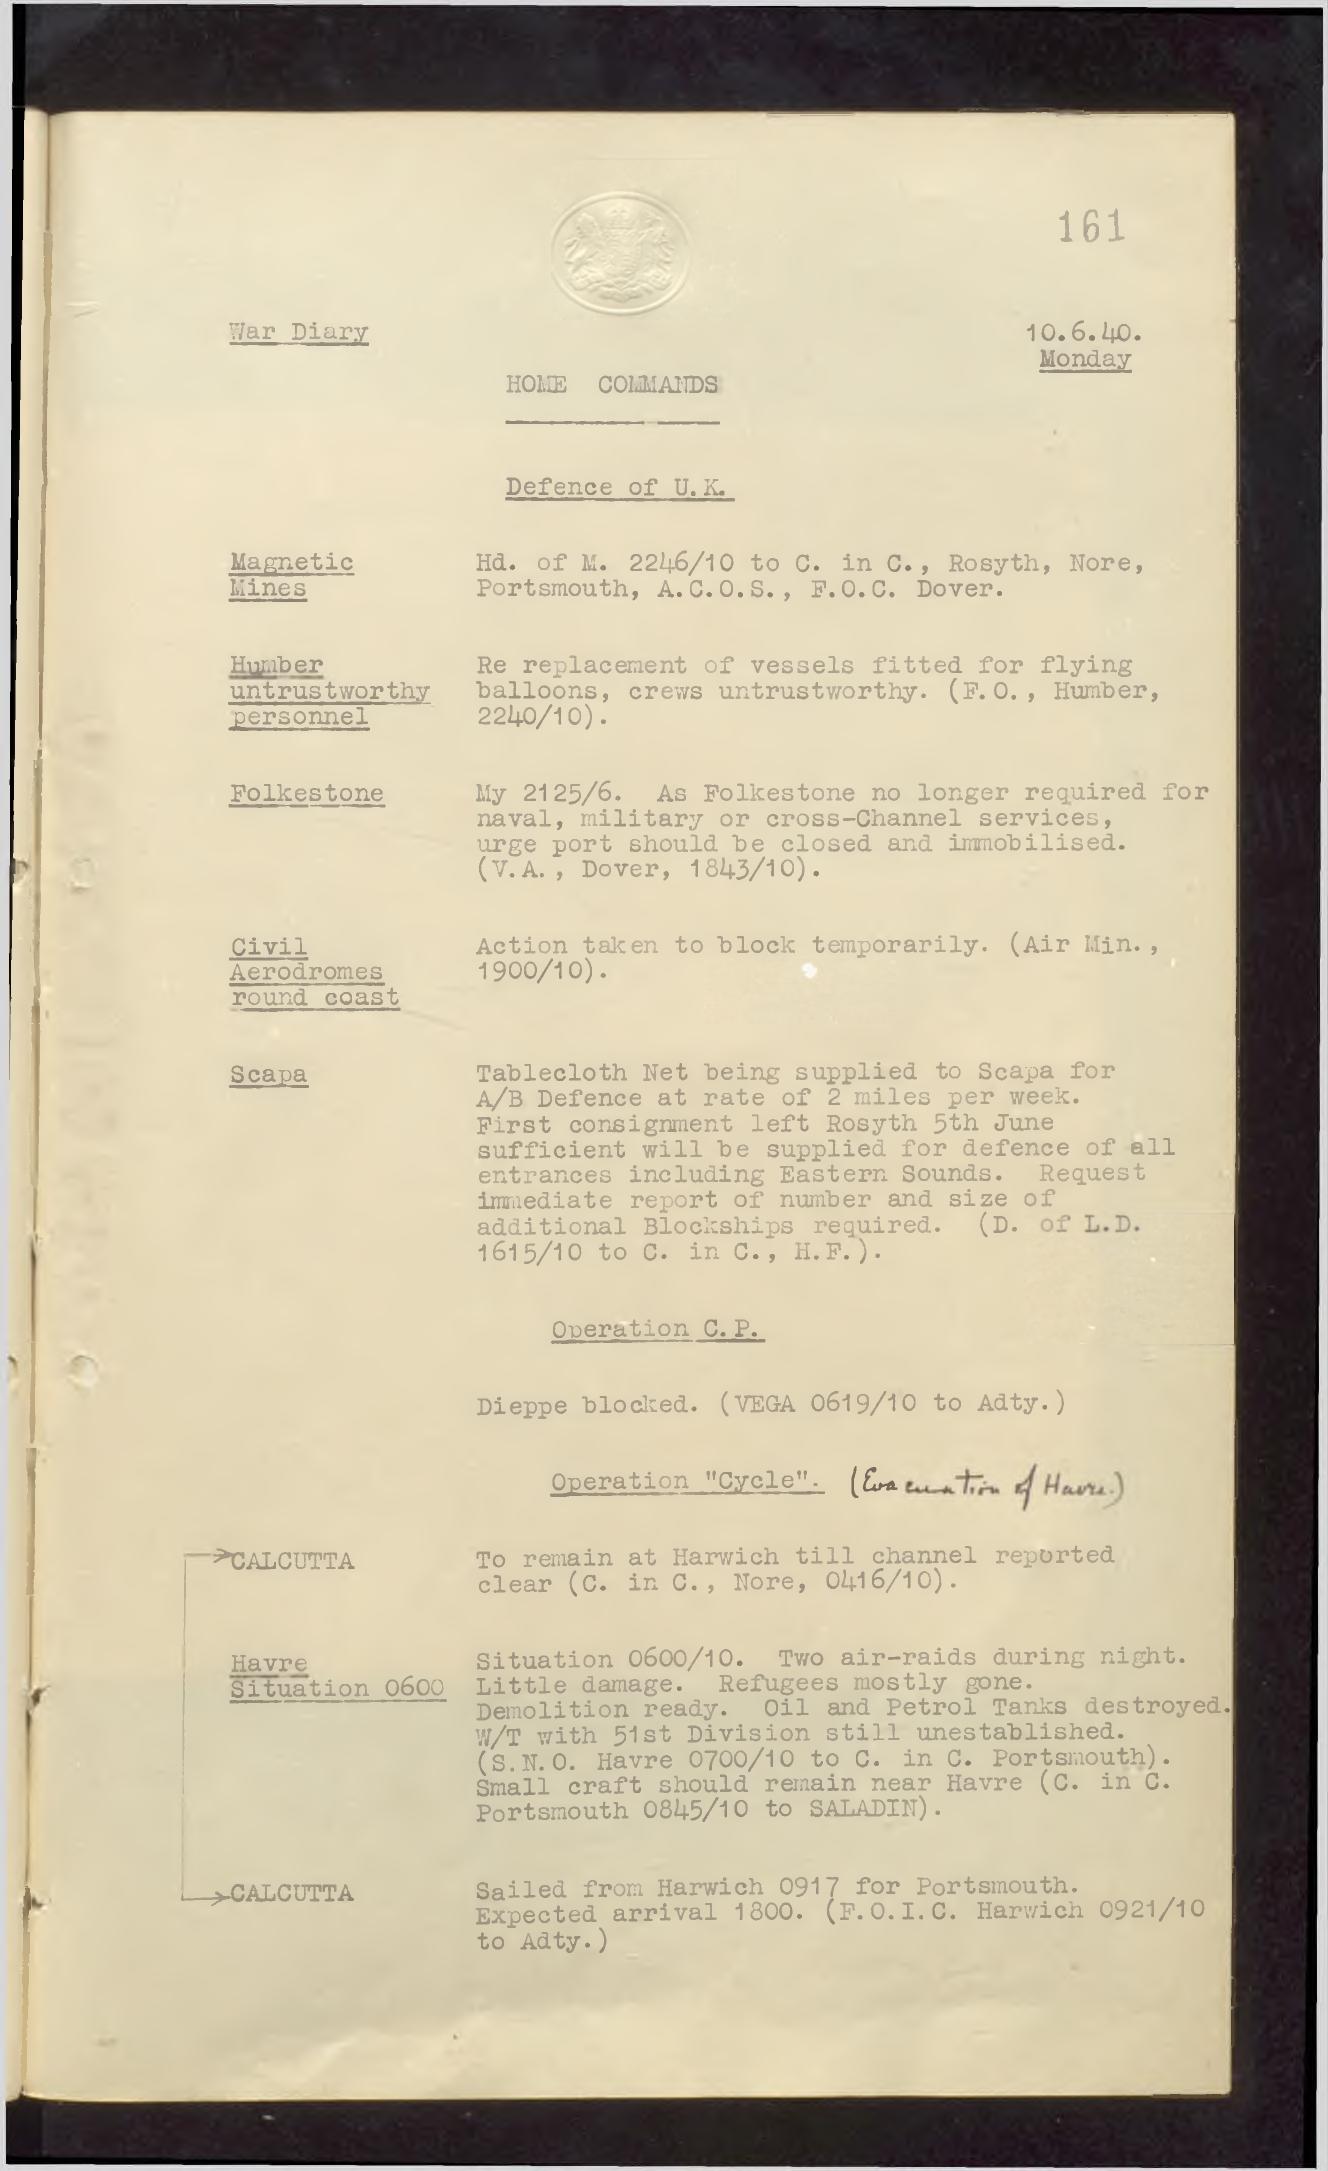 161
War Diary
10.6.40.
Monday
HOME COMMANDS
Defence of U.K.
Magnetic
Mines
Hd. of M. 2246/10 to C. in C., Rosyth, Nore,
Portsmouth, A.C.O.S., F.O.C. Dover.
Humber
untrustworthy
personnel
Re replacement of vessels fitted for flying
balloons, crews untrustworthy. (F.O., Humber,
2240/10).
Folkestone
My 2125/6. As Folkestone no longer required for
naval, military or cross-Channel services,
urge port should be closed and immobilised.
(V.A., Dover, 1843/10).
Civil
Aerodromes
round coast
Action taken to block temporarily. (Air Min.,
1900/10).
Scapa
Tablecloth Net being supplied to Scapa for
A/B Defence at rate of 2 miles per week.
First consignment left Rosyth 5th June
sufficient will be supplied for defence of all
entrances including Eastern Sounds. Request
immediate report of number and size of
additional Blockships required. (D. of L.D.
1615/10 to C. in C., H.F.).
Operation C.P.
Dieppe blocked. (VEGA 0619/10 to Adty.)
Operation "Cycle". (Evacuation of Havre.)
CALCUTTA
To remain at Harwich till channel reported
clear (C. in C., Nore, 0416/10).
Havre
Situation 0600
Situation 0600/10. Two air-raids during night.
Little damage. Refugees mostly gone.
Demolition ready. Oil and Petrol Tanks destroyed.
W/T with 51st Division still unestablished.
(S.N.O. Havre 0700/10 to C. in C. Portsmouth).
Small craft should remain near Havre (C. in C.
Portsmouth 0845/10 to SALADIN).
CALCUTTA
Sailed from Harwich 0917 for Portsmouth.
Expected arrival 1800. (F.O.I.C. Harwich 0921/10
to Adty.)